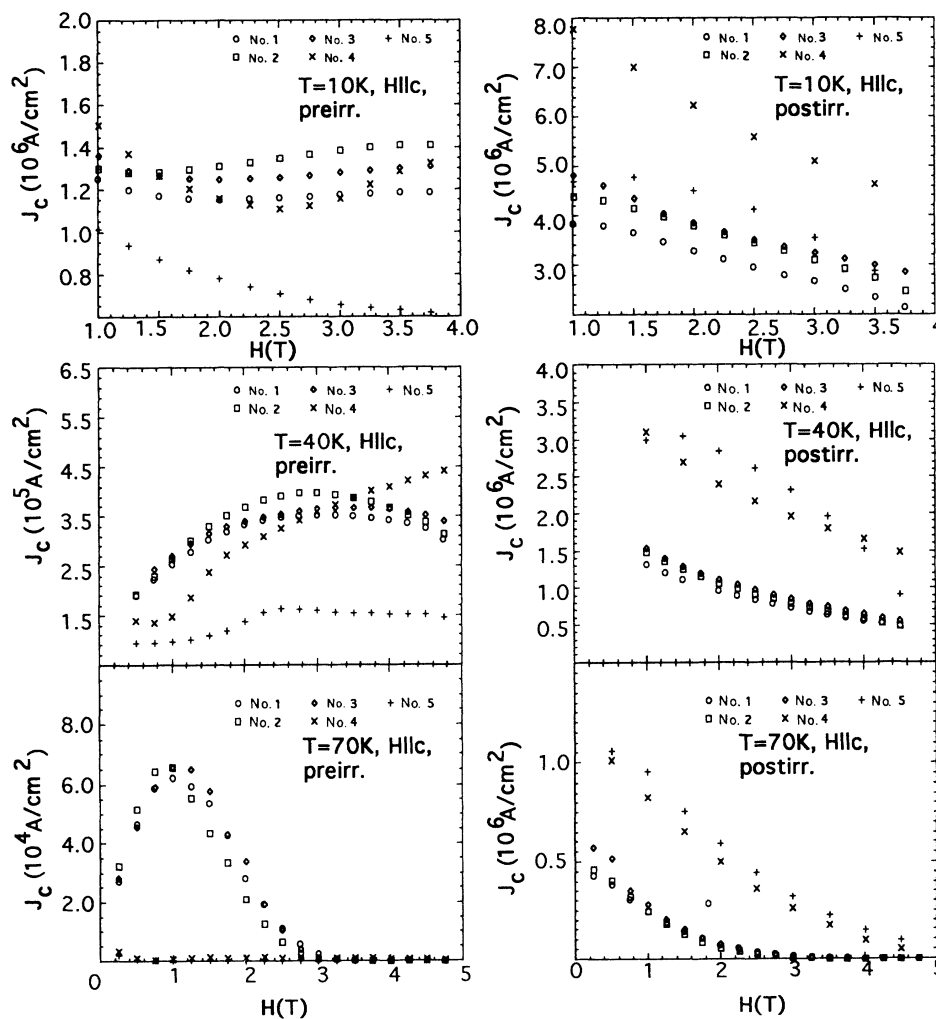 2.0
1.8
1.6
1.4
1.2
1.0
0.8
J_C (10^6 A/cm^2)
○ No. 1 ◇ No. 3 + No. 5
□ No. 2 × No. 4
T=10K, Hllc,
preirr.
1.0 1.5 2.0 2.5 3.0 3.5 4.0
H(T)
8.0
7.0
6.0
5.0
4.0
3.0
J_C (10^6 A/cm^2)
○ No. 1 ◇ No. 3 + No. 5
□ No. 2 × No. 4
T=10K, Hllc,
postirr.
1.0 1.5 2.0 2.5 3.0 3.5 4.0
H(T)
6.5
5.5
4.5
3.5
2.5
1.5
J_C (10^5 A/cm^2)
○ No. 1 ◇ No. 3 + No. 5
□ No. 2 × No. 4
T=40K, Hllc,
preirr.
4.0
3.5
3.0
2.5
2.0
1.5
1.0
0.5
J_C (10^6 A/cm^2)
○ No. 1 ◇ No. 3 + No. 5
□ No. 2 × No. 4
T=40K, Hllc,
postirr.
8.0
6.0
4.0
2.0
J_C (10^4 A/cm^2)
○ No. 1 ◇ No. 3 + No. 5
□ No. 2 × No. 4
T=70K, Hllc,
preirr.
0 1 2 3 4 5
H(T)
1.0
0.5
J_C (10^6 A/cm^2)
○ No. 1 ◇ No. 3 + No. 5
□ No. 2 × No. 4
T=70K, Hllc,
postirr.
0 1 2 3 4 5
H(T)